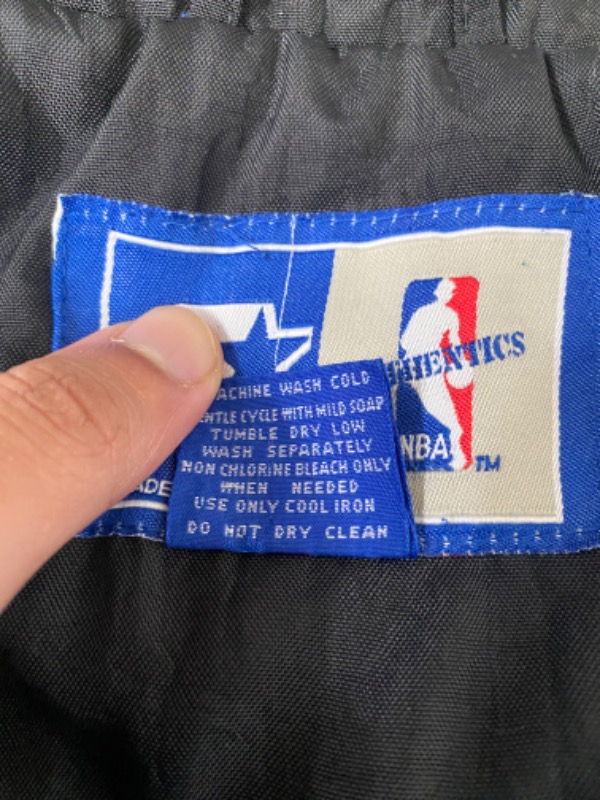 THENTICS
NBA
TM
ACHINE WASH COLD
ENTLE CYCLE WITH MILD SOAP
TUMBLE DRY LOW
WASH SEPARATELY
NON CHLORINE BLEACH ONLY
WHEN NEEDED
USE ONLY COOL IRON
DO NOT DRY CLEAN
ADE